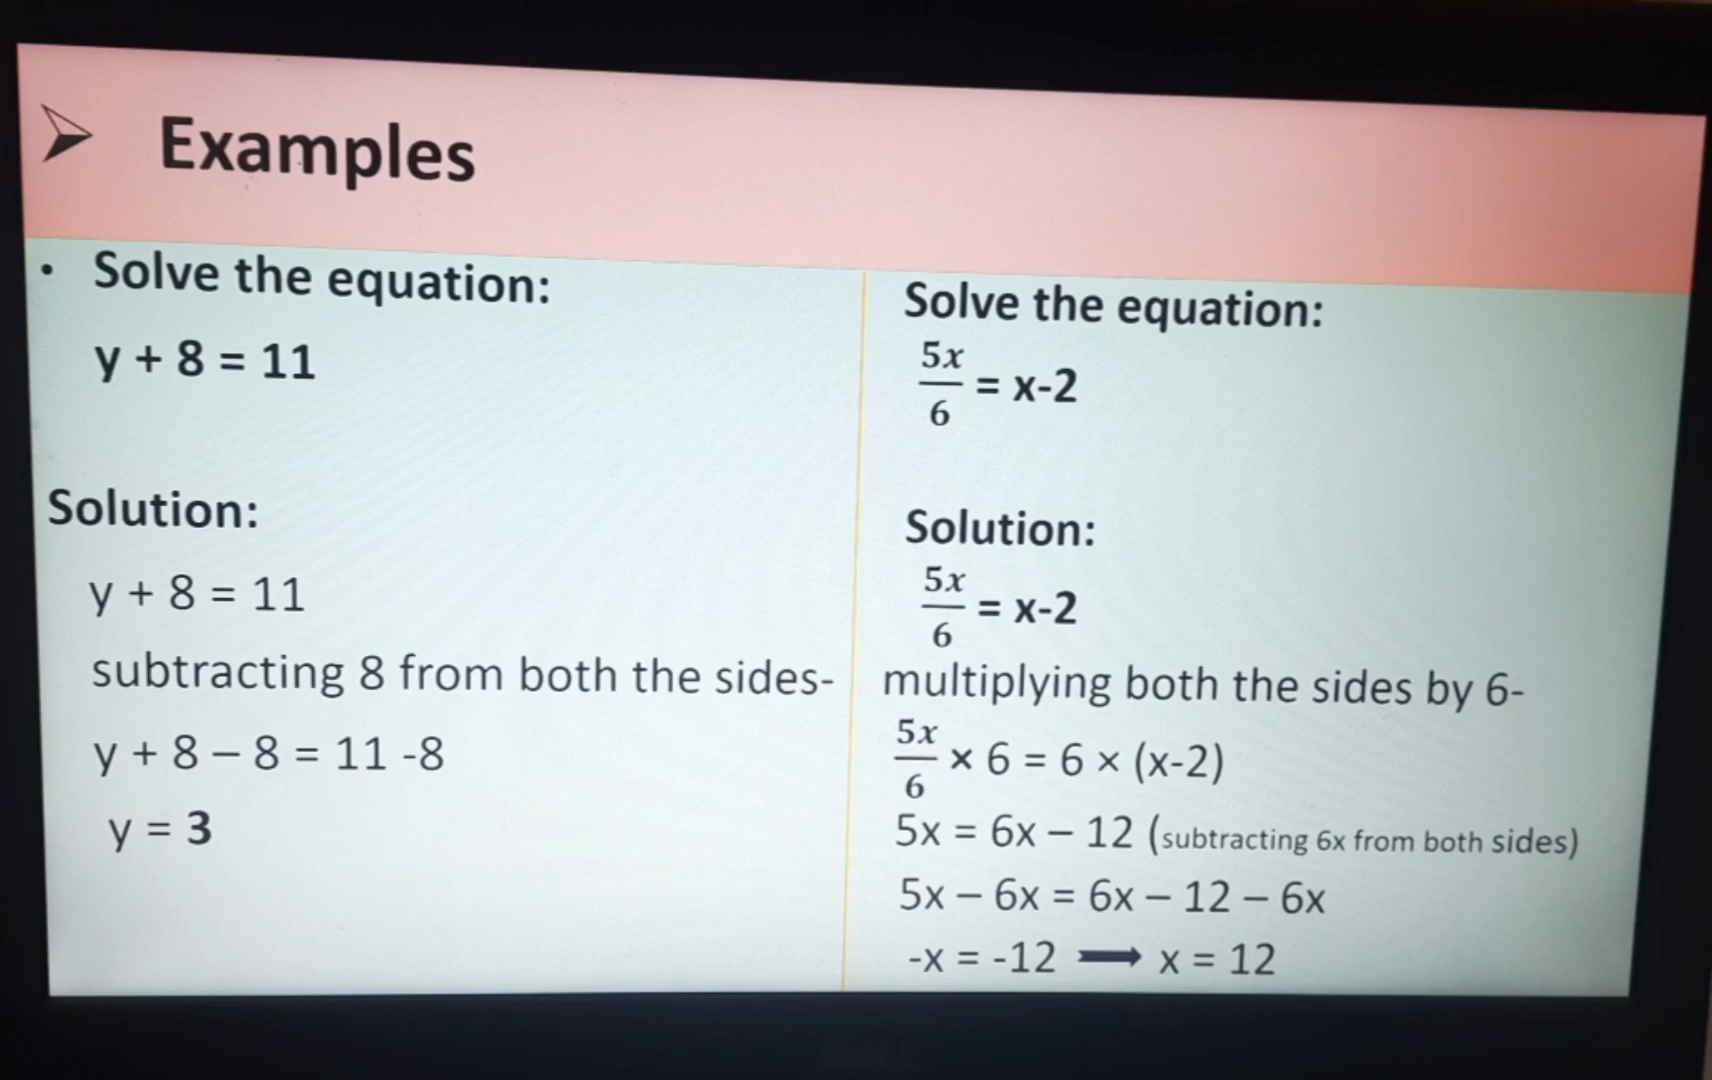 Examples
• Solve the equation:
y + 8 = 11
Solution:
y + 8 = 11
subtracting 8 from both the sides-
y + 8 – 8 = 11 -8
y = 3
Solve the equation:
5x/6 = x-2
Solution:
5x/6 = x-2
multiplying both the sides by 6-
5x/6 × 6 = 6 × (x-2)
5x = 6x – 12 (subtracting 6x from both sides)
5x – 6x = 6x – 12 – 6x
-x = -12 ➡ x = 12